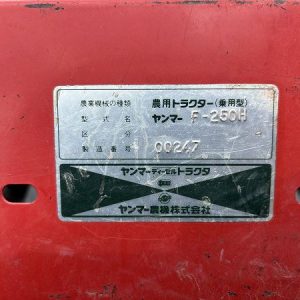 農業機械の種類 農用トラクター(乗用型)
型式名 ヤンマー F-250H
区分
製造番号 00247
ヤンマーディーゼルトラクタ
ヤンマー農機株式会社